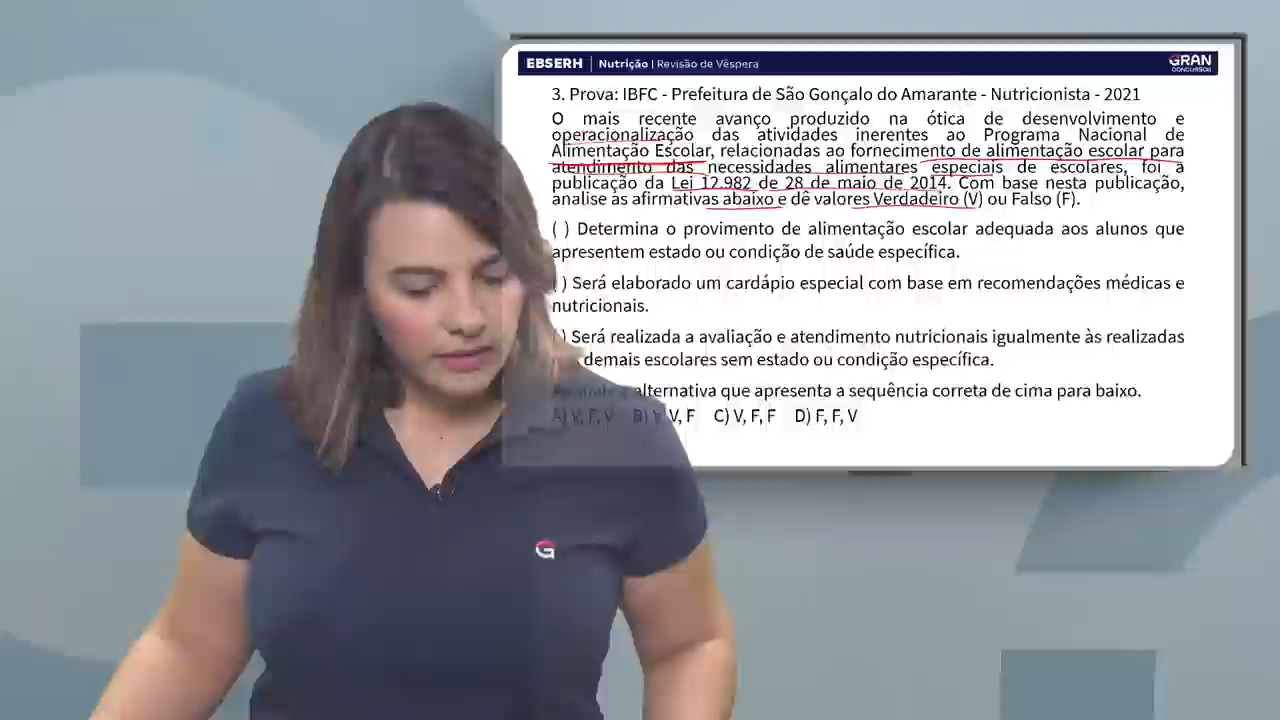 EBSERH | Nutrição | Revisão de Véspera
GRAN
CONCURSOS
3. Prova: IBFC - Prefeitura de São Gonçalo do Amarante - Nutricionista - 2021
O mais recente avanço produzido na ótica de desenvolvimento e
operacionalização das atividades inerentes ao Programa Nacional de
Alimentação Escolar, relacionadas ao fornecimento de alimentação escolar para
atendimento das necessidades alimentares especiais de escolares, foi a
publicação da Lei 12.982 de 28 de maio de 2014. Com base nesta publicação,
analise as afirmativas abaixo e dê valores Verdadeiro (V) ou Falso (F).
( ) Determina o provimento de alimentação escolar adequada aos alunos que
apresentem estado ou condição de saúde específica.
( ) Será elaborado um cardápio especial com base em recomendações médicas e
nutricionais.
( ) Será realizada a avaliação e atendimento nutricionais igualmente às realizadas
demais escolares sem estado ou condição específica.
alternativa que apresenta a sequência correta de cima para baixo.
A) V, F, V B) V, V, F C) V, F, F D) F, F, V
G